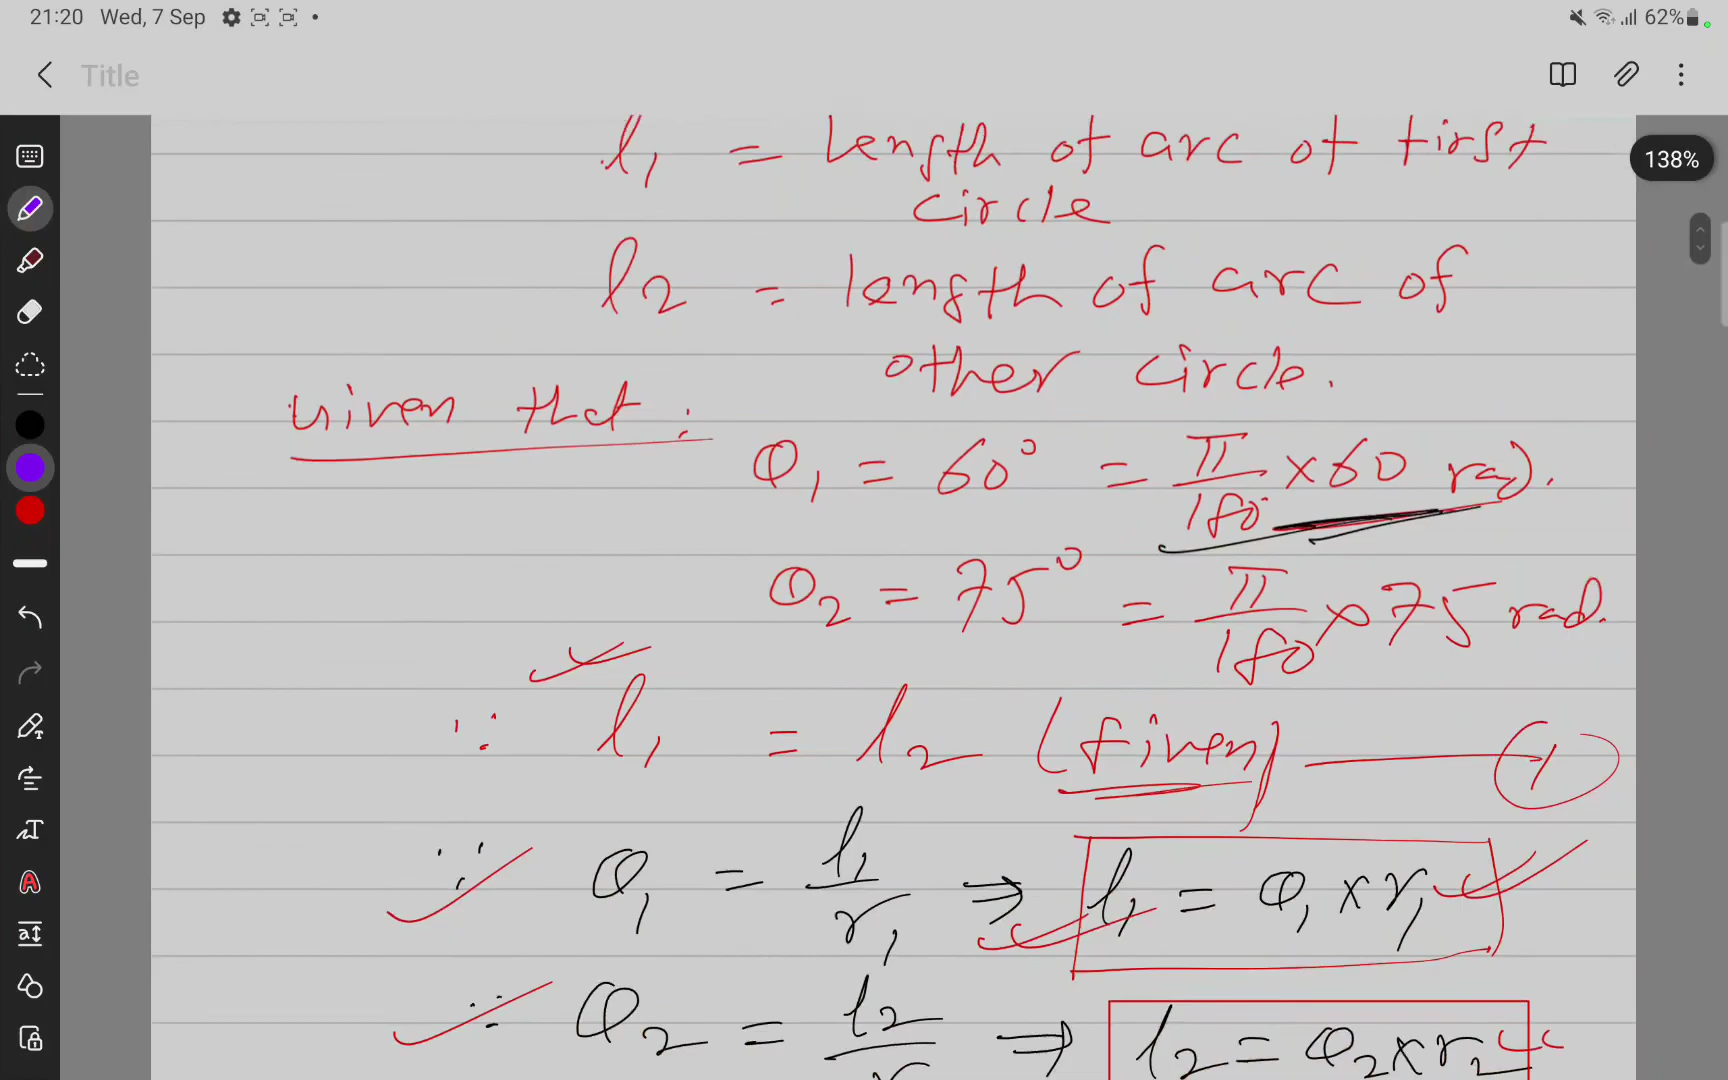 21:20 Wed, 7 Sep 62%
Title
138%
l₁ = length of arc of first
circle
l₂ = length of arc of
other circle.
Given that :
θ₁ = 60° = π/180 × 60 rad.
θ₂ = 75° = π/180 × 75 rad.
∵ l₁ = l₂ (given) — ①
∵ θ₁ = l₁/r₁ ⇒ l₁ = θ₁ × r₁
∵ θ₂ = l₂/r ⇒ l₂ = θ₂ × r₂